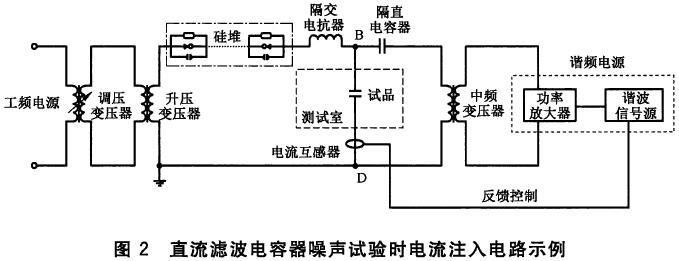 硅堆
隔交
电抗器
B
隔直
电容器
谐频电源
工频电源
调压
变压器
升压
变压器
试品
测试室
中频
变压器
功率
放大器
谐波
信号源
电流互感器
D
反馈控制
图 2 直流滤波电容器噪声试验时电流注入电路示例